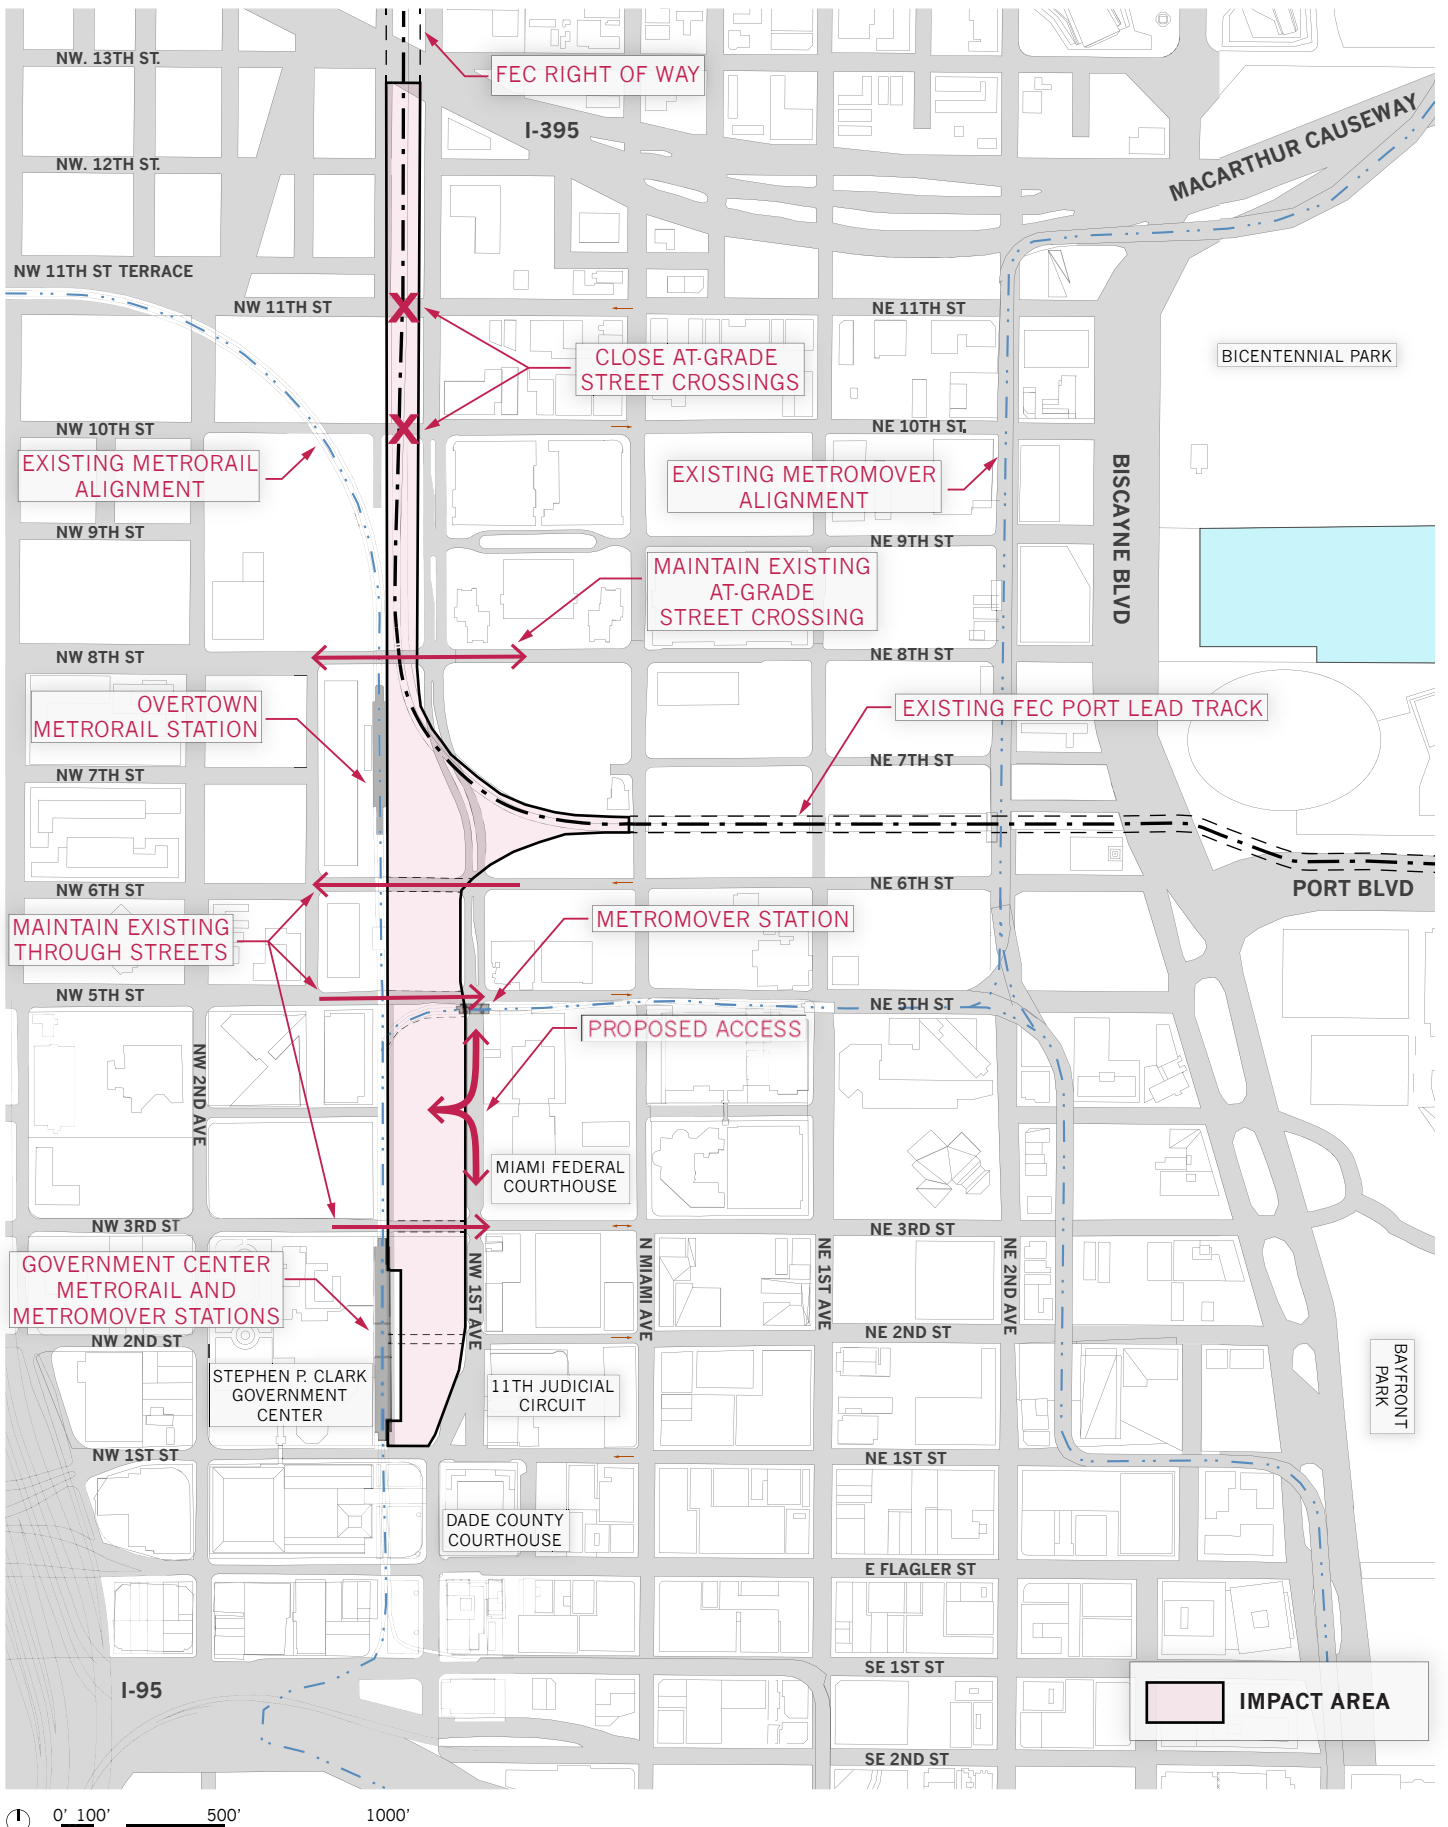 NW. 13TH ST.
FEC RIGHT OF WAY
I-395
MACARTHUR CAUSEWAY
NW. 12TH ST.
NW 11TH ST TERRACE
NW 11TH ST
NE 11TH ST
X
CLOSE AT-GRADE
STREET CROSSINGS
BICENTENNIAL PARK
X
NW 10TH ST
NE 10TH ST.
EXISTING METRORAIL
ALIGNMENT
EXISTING METROMOVER
ALIGNMENT
BISCAYNE BLVD
NW 9TH ST
NE 9TH ST
MAINTAIN EXISTING
AT-GRADE
STREET CROSSING
NW 8TH ST
NE 8TH ST
OVERTOWN
METRORAIL STATION
EXISTING FEC PORT LEAD TRACK
NW 7TH ST
NE 7TH ST
NW 6TH ST
NE 6TH ST
PORT BLVD
MAINTAIN EXISTING
THROUGH STREETS
METROMOVER STATION
NW 5TH ST
NE 5TH ST
PROPOSED ACCESS
NW 2ND AVE
MIAMI FEDERAL
COURTHOUSE
NW 3RD ST
NE 3RD ST
GOVERNMENT CENTER
METRORAIL AND
METROMOVER STATIONS
NW 1ST AVE
N MIAMI AVE
NE 1ST AVE
NE 2ND AVE
NW 2ND ST
NE 2ND ST
STEPHEN P. CLARK
GOVERNMENT
CENTER
11TH JUDICIAL
CIRCUIT
BAYFRONT
PARK
NW 1ST ST
NE 1ST ST
DADE COUNTY
COURTHOUSE
E FLAGLER ST
SE 1ST ST
I-95
IMPACT AREA
SE 2ND ST
0' 100' 500' 1000'